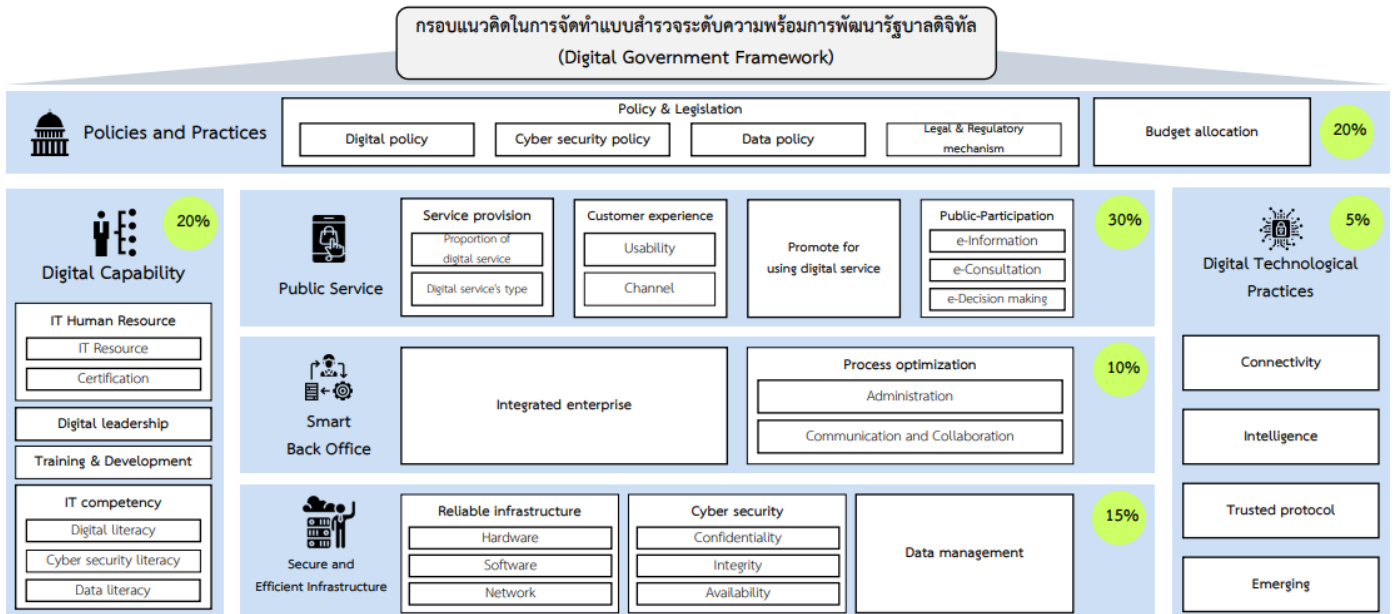 กรอบแนวคิดในการจัดทำแบบสำรวจระดับความพร้อมการพัฒนารัฐบาลดิจิทัล
(Digital Government Framework)
Policies and Practices
Policy & Legislation
Digital policy
Cyber security policy
Data policy
Legal & Regulatory
mechanism
Budget allocation
20%
20%
Digital Capability
IT Human Resource
IT Resource
Certification
Digital leadership
Training & Development
IT competency
Digital literacy
Cyber security literacy
Data literacy
Public Service
Service provision
Proportion of
digital service
Digital service's type
Customer experience
Usability
Channel
Promote for
using digital service
Public-Participation
e-Information
e-Consultation
e-Decision making
30%
Smart
Back Office
Integrated enterprise
Process optimization
Administration
Communication and Collaboration
10%
Secure and
Efficient Infrastructure
Reliable infrastructure
Hardware
Software
Network
Cyber security
Confidentiality
Integrity
Availability
Data management
15%
5%
Digital Technological
Practices
Connectivity
Intelligence
Trusted protocol
Emerging